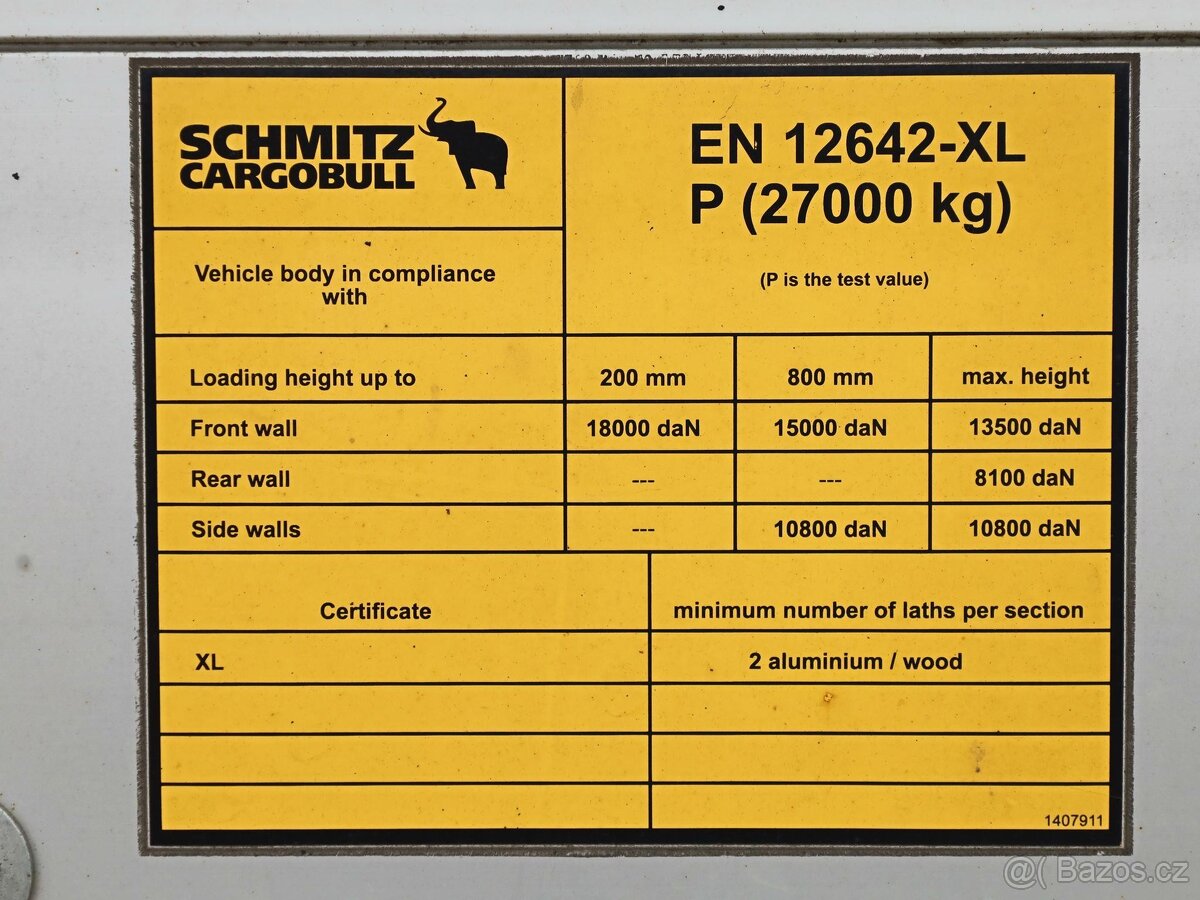 SCHMITZ
CARGOBULL
EN 12642-XL
P (27000 kg)
(P is the test value)
Vehicle body in compliance
with
Loading height up to 200 mm 800 mm max. height
Front wall 18000 daN 15000 daN 13500 daN
Rear wall --- --- 8100 daN
Side walls --- 10800 daN 10800 daN
Certificate minimum number of laths per section
XL 2 aluminium / wood
1407911
@( Bazos.cz